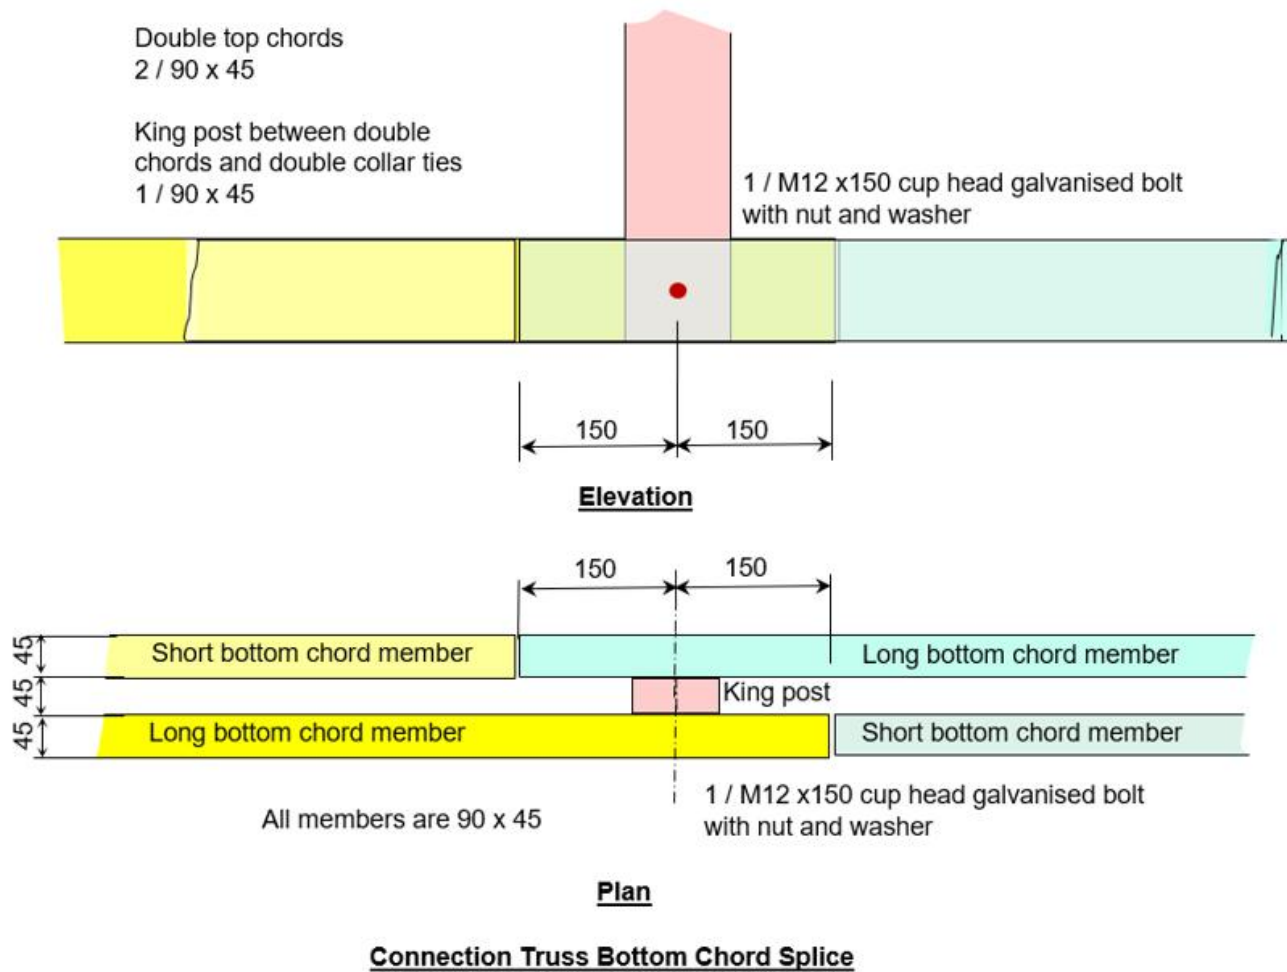 Double top chords
2 / 90 x 45
King post between double
chords and double collar ties
1 / 90 x 45
1 / M12 x150 cup head galvanised bolt
with nut and washer
150
150
Elevation
150
150
45
Short bottom chord member
Long bottom chord member
45
King post
45
Long bottom chord member
Short bottom chord member
All members are 90 x 45
1 / M12 x150 cup head galvanised bolt
with nut and washer
Plan
Connection Truss Bottom Chord Splice